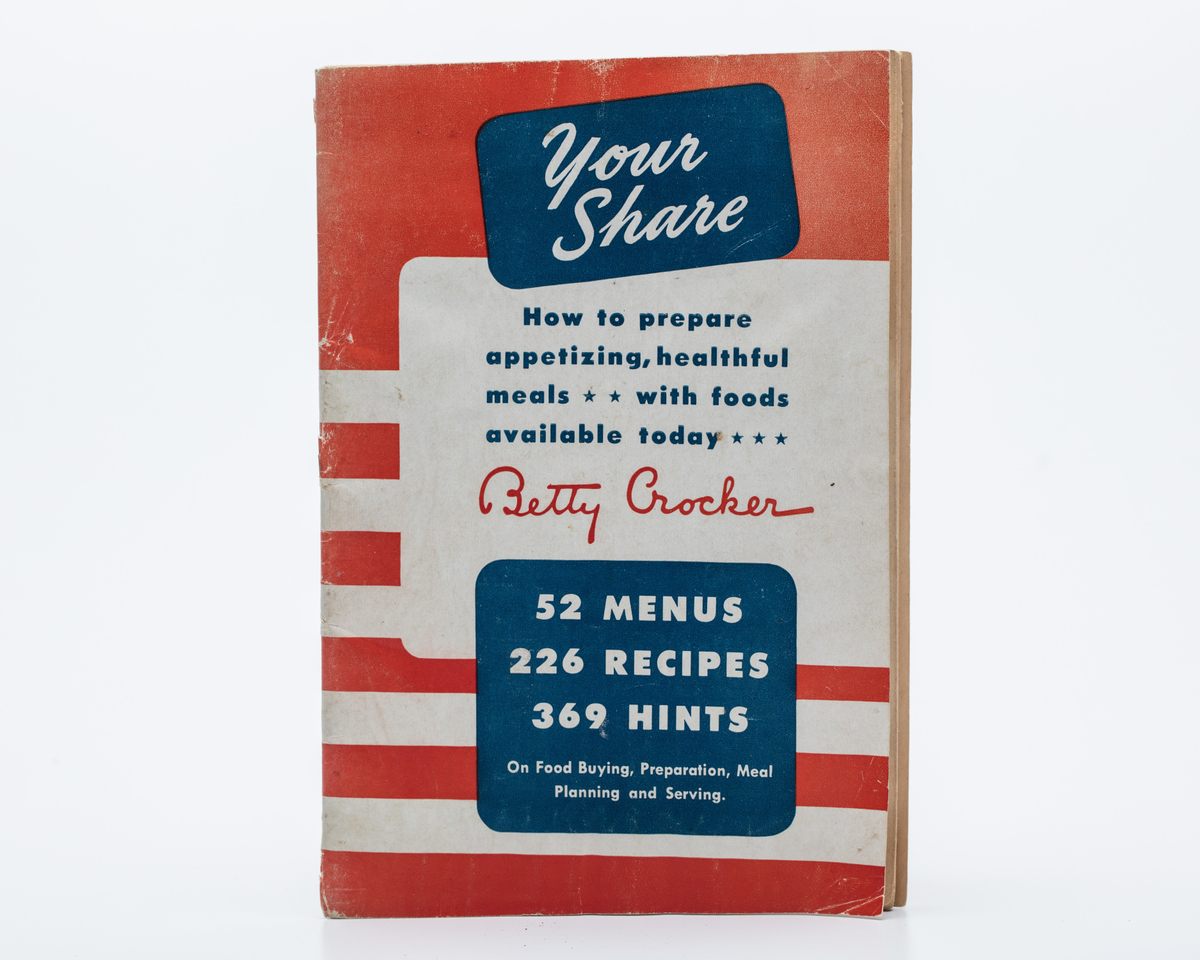 Your
Share
How to prepare
appetizing, healthful
meals ★ ★ with foods
available today ★ ★ ★
Betty Crocker
52 MENUS
226 RECIPES
369 HINTS
On Food Buying, Preparation, Meal
Planning and Serving.